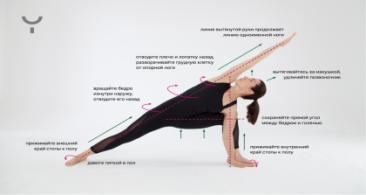 линия вытянутой руки продолжает
линию одноименной ноги
отводите плечо и лопатку назад,
разворачивайте грудную клетку
от опорной ноги
вытягивайтесь за макушкой,
удлиняйте позвоночник
вращайте бедро
изнутри наружу,
отводите его назад
сохраняйте прямой угол
между бедром и голенью
прижимайте внешний
край стопы к полу
давите пяткой в пол
прижимайте внутренний
край стопы к полу